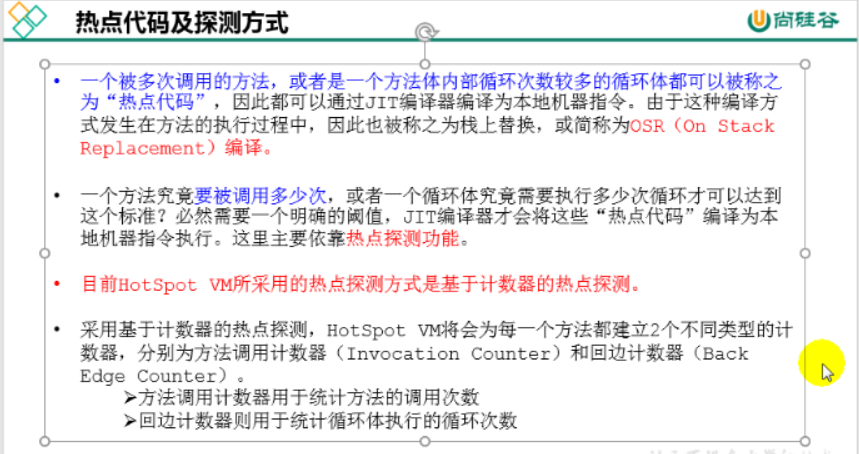 热点代码及探测方式
尚硅谷
• 一个被多次调用的方法，或者是一个方法体内部循环次数较多的循环体都可以被称之
为“热点代码”，因此都可以通过JIT编译器编译为本地机器指令。由于这种编译方
式发生在方法的执行过程中，因此也被称之为栈上替换，或简称为OSR（On Stack
Replacement）编译。
• 一个方法究竟要被调用多少次，或者一个循环体究竟需要执行多少次循环才可以达到
这个标准？必然需要一个明确的阈值，JIT编译器才会将这些“热点代码”编译为本
地机器指令执行。这里主要依靠热点探测功能。
• 目前HotSpot VM所采用的热点探测方式是基于计数器的热点探测。
• 采用基于计数器的热点探测，HotSpot VM将会为每一个方法都建立2个不同类型的计
数器，分别为方法调用计数器（Invocation Counter）和回边计数器（Back
Edge Counter）。
➢方法调用计数器用于统计方法的调用次数
➢回边计数器则用于统计循环体执行的循环次数